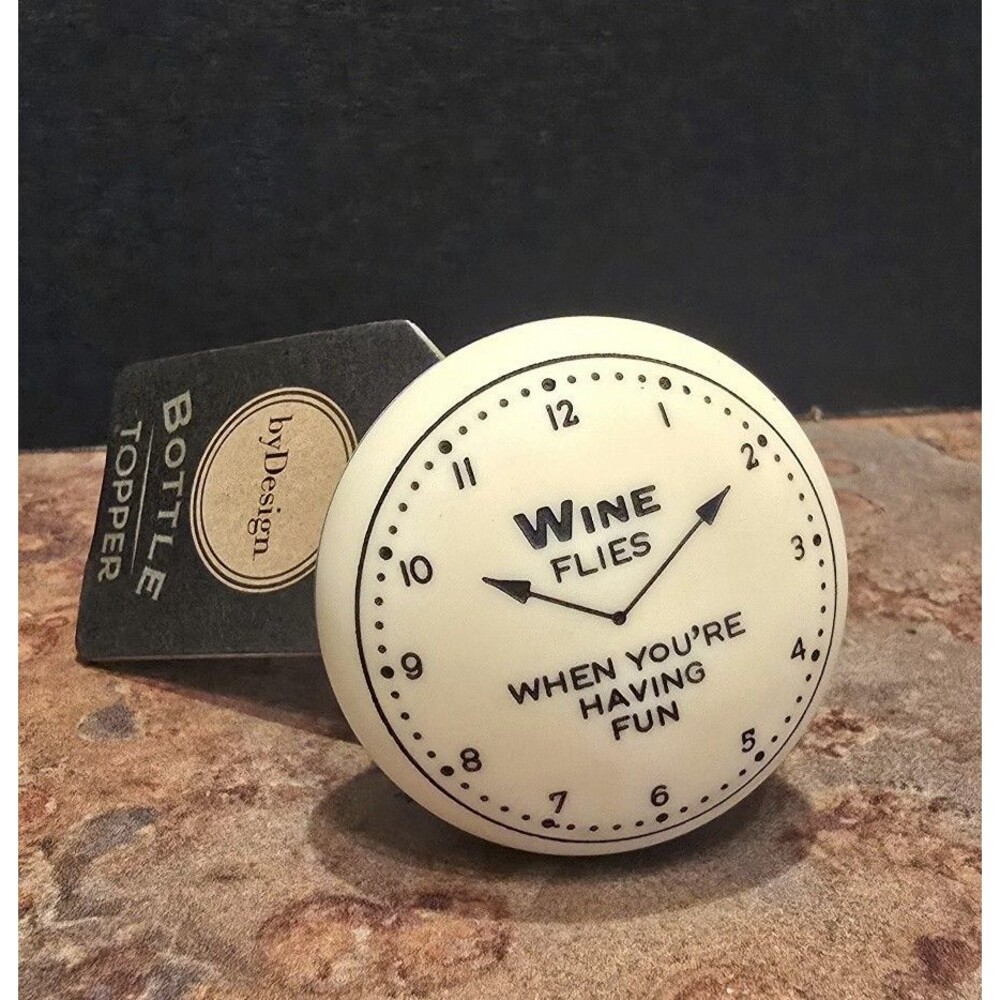 BOTTLE
TOPPER
byDesign
12
1
2
3
4
5
6
7
8
9
10
11
WINE
FLIES
WHEN YOU'RE
HAVING
FUN